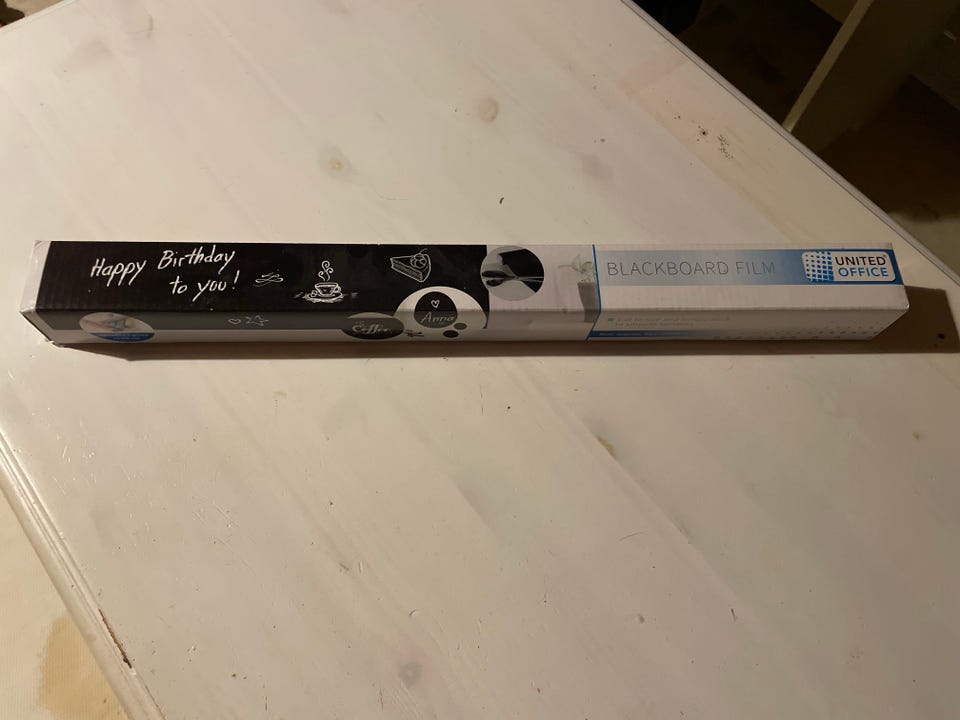 Happy Birthday
to you!
Coffee
Anna
BLACKBOARD FILM
UNITED
OFFICE